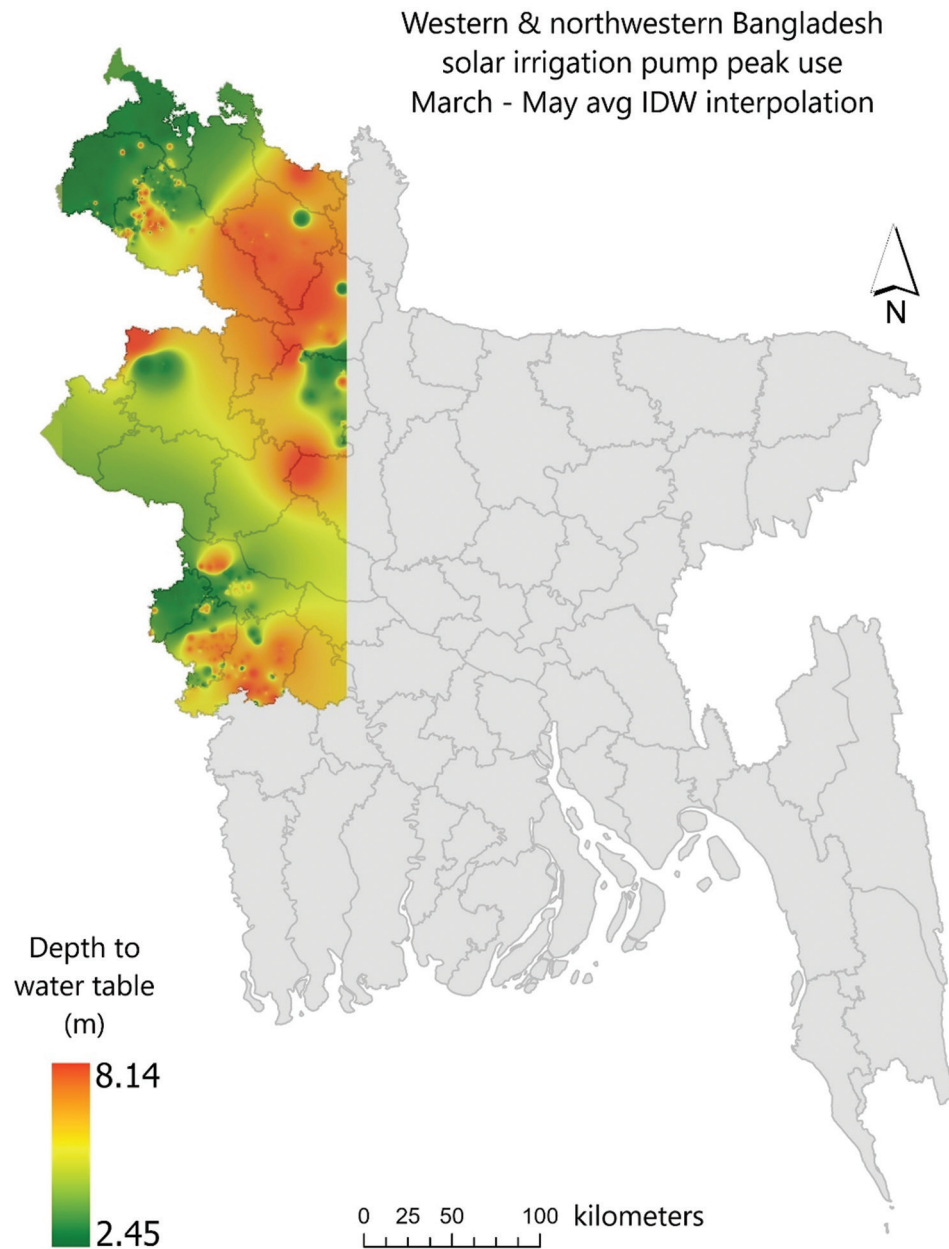 Western & northwestern Bangladesh
solar irrigation pump peak use
March - May avg IDW interpolation
N
Depth to
water table
(m)
8.14
2.45
0 25 50 100 kilometers